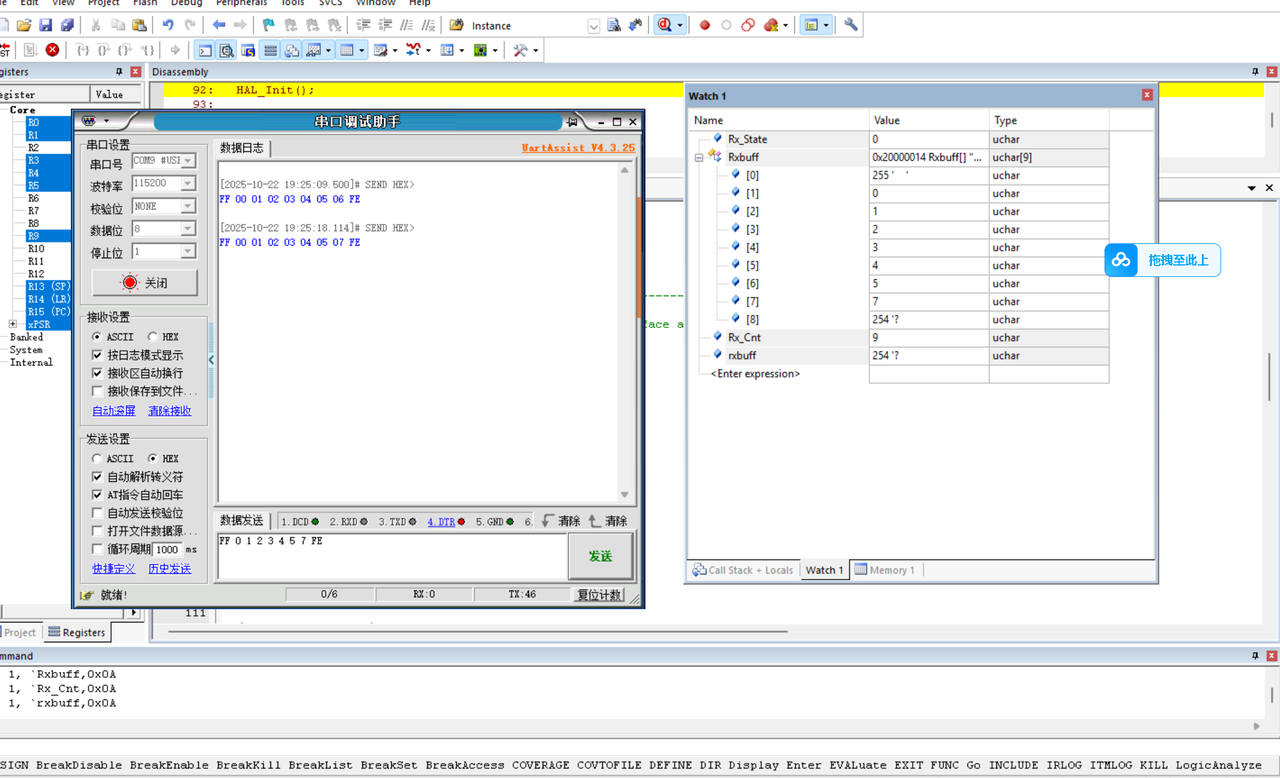 Edit View Project Flash Debug Peripherals Tools SVCS Window Help
Instance
Registers
Register Value
Core
R0
R1
R2
R3
R4
R5
R6
R7
R8
R9
R10
R11
R12
R13 (SP)
R14 (LR)
R15 (PC)
xPSR
Banked
System
Internal
Project Registers
Disassembly
92: HAL_Init();
93:
111
串口调试助手
串口设置
串口号 COM9 #USI
波特率 115200
校验位 NONE
数据位 8
停止位 1
关闭
接收设置
ASCII HEX
按日志模式显示
接收区自动换行
接收保存到文件...
自动滚屏 清除接收
发送设置
ASCII HEX
自动解析转义符
AT指令自动回车
自动发送校验位
打开文件数据源...
循环周期 1000 ms
快捷定义 历史发送
数据日志 UartAssist V4.3.25
[2025-10-22 19:25:09.500]# SEND HEX>
FF 00 01 02 03 04 05 06 FE
[2025-10-22 19:25:18.114]# SEND HEX>
FF 00 01 02 03 04 05 07 FE
数据发送 1.DCD 2.RXD 3.TXD 4.DTR 5.GND 6. 清除 清除
FF 0 1 2 3 4 5 7 FE
发送
就绪! 0/6 RX:0 TX:46 复位计数
Watch 1
Name Value Type
Rx_State 0 uchar
Rxbuff 0x20000014 Rxbuff[] "... uchar[9]
[0] 255 ' ' uchar
[1] 0 uchar
[2] 1 uchar
[3] 2 uchar
[4] 3 uchar
[5] 4 uchar
[6] 5 uchar
[7] 7 uchar
[8] 254 '? uchar
Rx_Cnt 9 uchar
rxbuff 254 '? uchar
<Enter expression>
Call Stack + Locals Watch 1 Memory 1
拖拽至此上
1, `Rxbuff,0x0A
1, `Rx_Cnt,0x0A
1, `rxbuff,0x0A
BreakDisable BreakEnable BreakKill BreakList BreakSet BreakAccess COVERAGE COVTOFILE DEFINE DIR Display Enter EVALuate EXIT FUNC Go INCLUDE IRLOG ITMLOG KILL LogicAnalyze